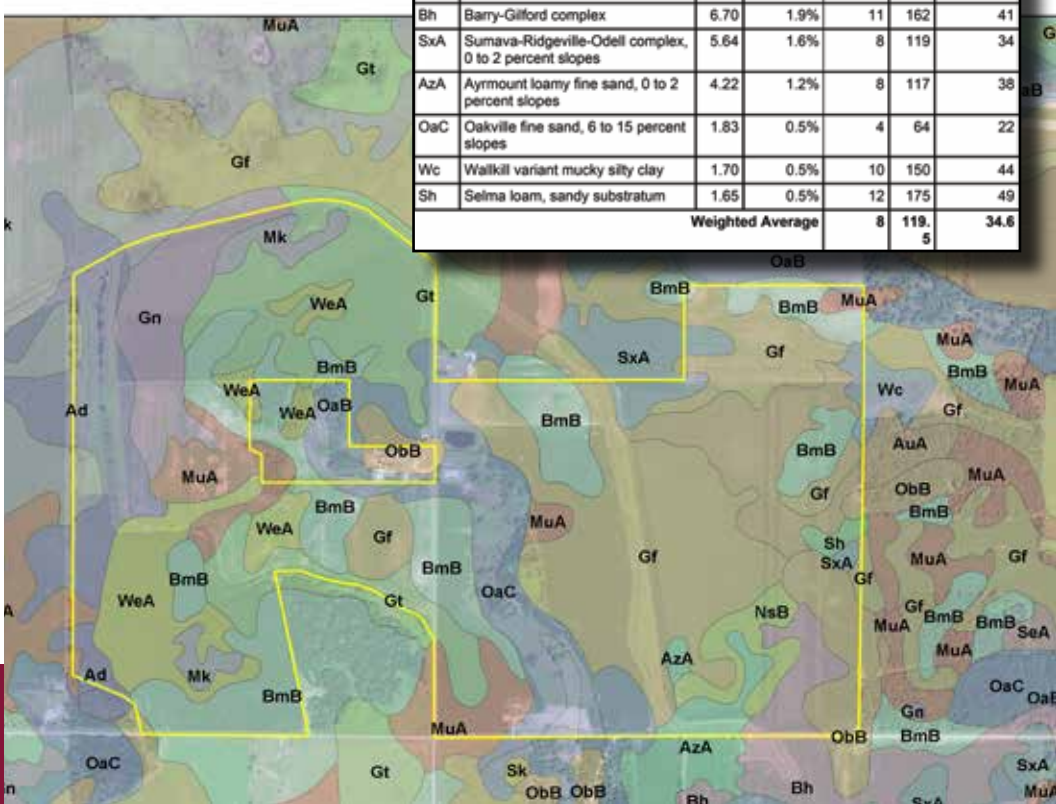 Bh Barry-Gilford complex 6.70 1.9% 11 162 41
SxA Sumava-Ridgeville-Odell complex, 0 to 2 percent slopes 5.64 1.6% 8 119 34
AzA Ayrmount loamy fine sand, 0 to 2 percent slopes 4.22 1.2% 8 117 38
OaC Oakville fine sand, 6 to 15 percent slopes 1.83 0.5% 4 64 22
Wc Wallkill variant mucky silty clay 1.70 0.5% 10 150 44
Sh Selma loam, sandy substratum 1.65 0.5% 12 175 49
Weighted Average 8 119.5 34.6
MuA
G
Gt
aB
Gf
k
Mk
OaB
BmB
Gt
WeA
BmB
MuA
Gn
MuA
SxA
Gf
BmB
BmB
MuA
WeA
Wc
WeA
OaB
Ad
Gf
BmB
AuA
ObB
BmB
MuA
MuA
ObB
Gf
BmB
BmB
MuA
WeA
Gf
Sh
MuA
Gf
Gf
SxA
BmB
BmB
Gf
OaC
WeA
Gt
NsB
Gf
BmB
BmB
SeA
A
MuA
MuA
AzA
Ad
Mk
OaC
BmB
OaB
Gn
MuA
ObB
BmB
AzA
OaC
SxA
Gt
Sk
an
ObB
ObB
Bh
Bh
SxA
MuA